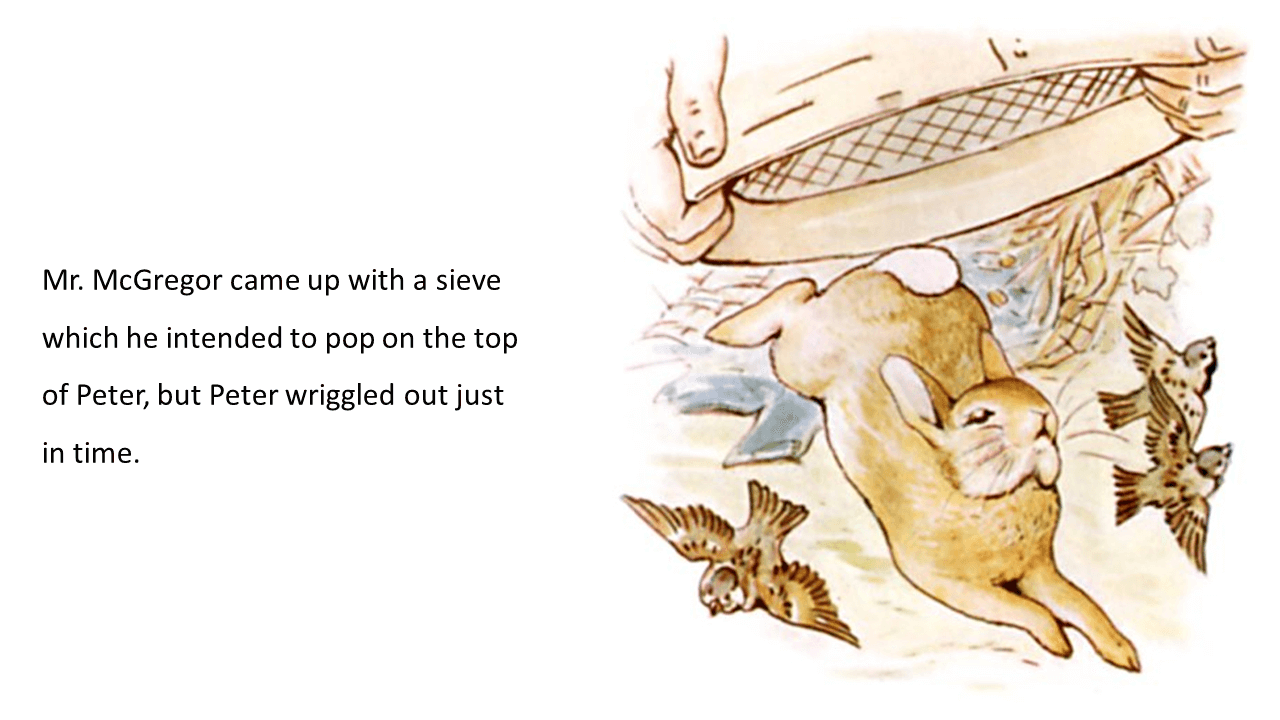 Mr. McGregor came up with a sieve
which he intended to pop on the top
of Peter, but Peter wriggled out just
in time.